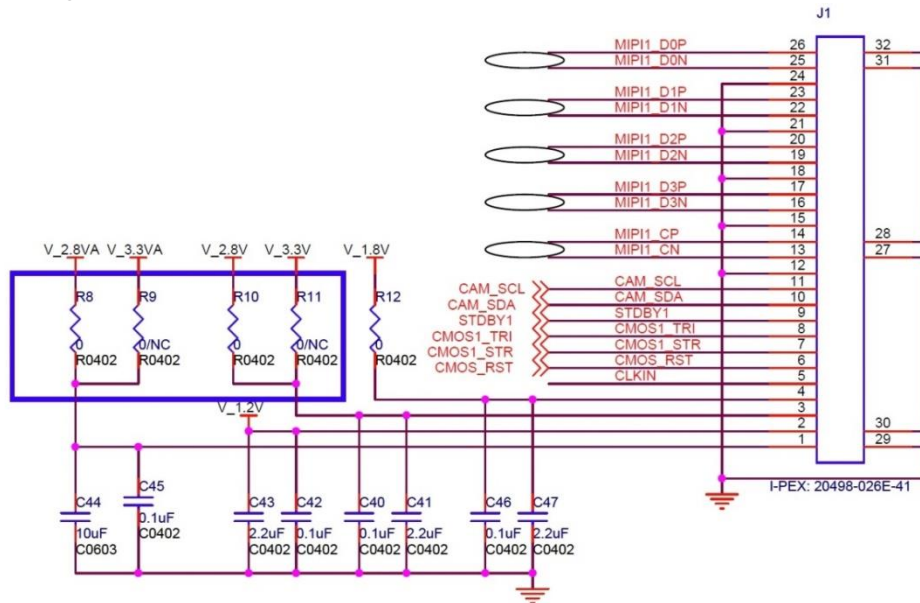 J1
MIPI1_D0P 26 32
MIPI1_D0N 25 31
24
MIPI1_D1P 23
MIPI1_D1N 22
21
MIPI1_D2P 20
MIPI1_D2N 19
18
MIPI1_D3P 17
MIPI1_D3N 16
15
MIPI1_CP 14 28
MIPI1_CN 13 27
12
CAM_SCL CAM_SCL 11
CAM_SDA CAM_SDA 10
STDBY1 STDBY1 9
CMOS1_TRI CMOS1_TRI 8
CMOS1_STR CMOS1_STR 7
CMOS_RST CMOS_RST 6
CLKIN 5
4
3
2 30
1 29
I-PEX: 20498-026E-41
V_2.8VA V_3.3VA V_2.8V V_3.3V V_1.8V
R8 R9 R10 R11 R12
0 0/NC 0 0/NC 0
R0402 R0402 R0402 R0402 R0402
V_1.2V
C44 C45 C43 C42 C40 C41 C46 C47
10uF 0.1uF 2.2uF 0.1uF 0.1uF 2.2uF 0.1uF 2.2uF
C0603 C0402 C0402 C0402 C0402 C0402 C0402 C0402